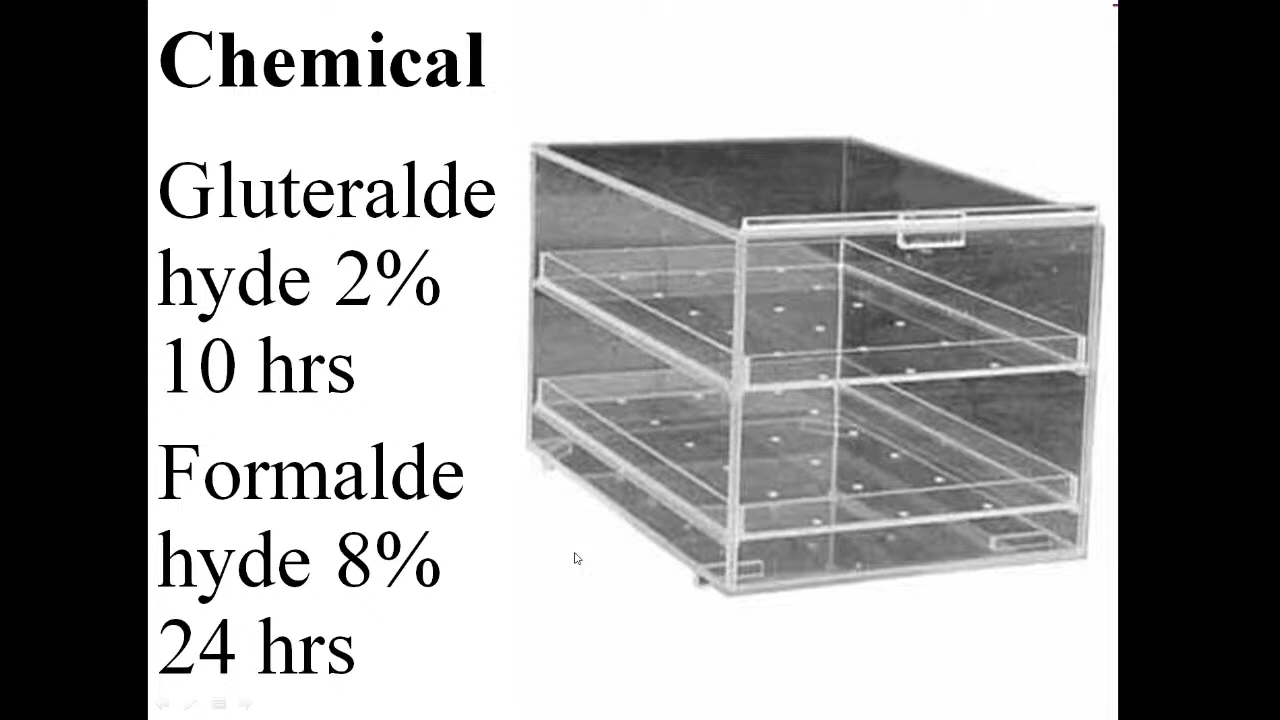 Chemical
Gluteralde
hyde 2%
10 hrs
Formalde
hyde 8%
24 hrs